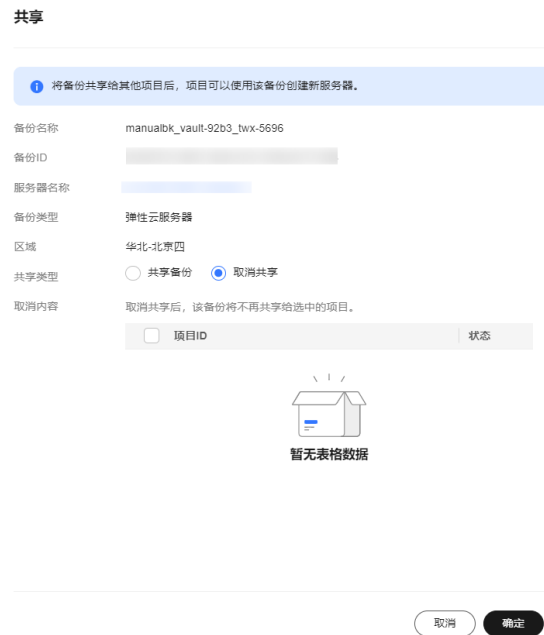 共享
将备份共享给其他项目后，项目可以使用该备份创建新服务器。
备份名称 manualbk_vault-92b3_twx-5696
备份ID
服务器名称
备份类型 弹性云服务器
区域 华北-北京四
共享类型 共享备份 取消共享
取消内容 取消共享后，该备份将不再共享给选中的项目。
项目ID 状态
暂无表格数据
取消 确定